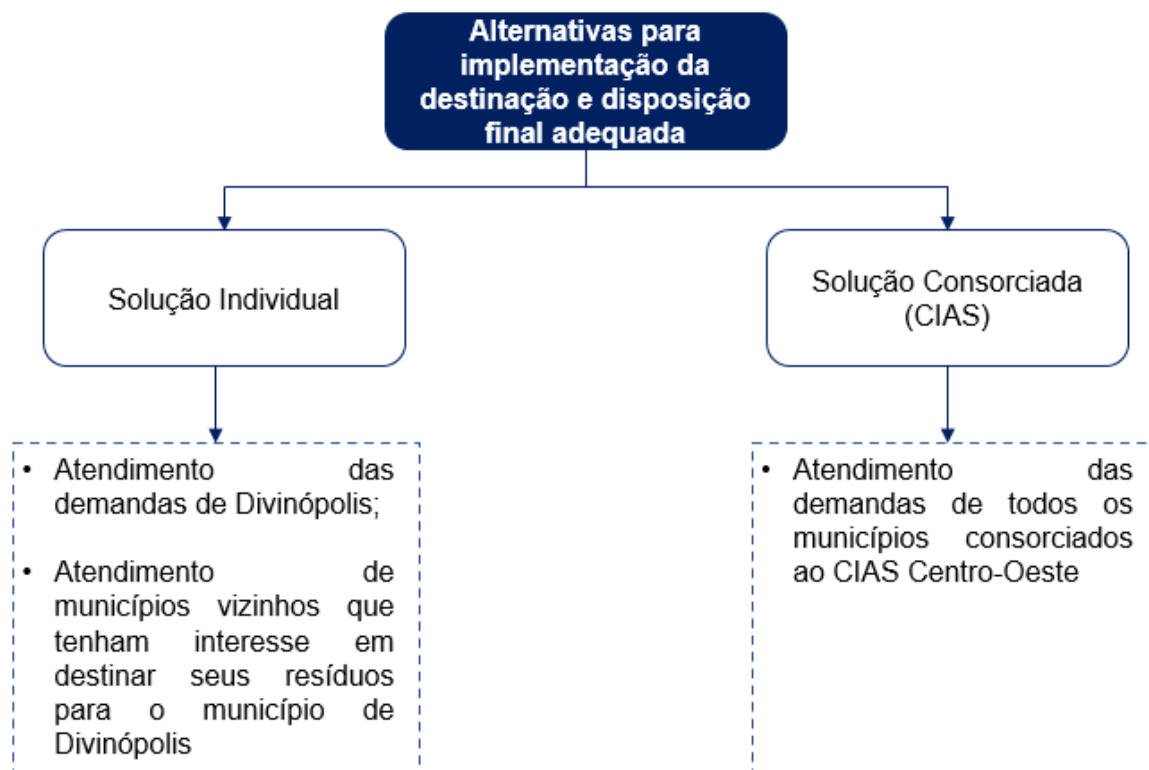 Alternativas para
implementação da
destinação e disposição
final adequada
Solução Individual
Solução Consorciada
(CIAS)
• Atendimento das
demandas de Divinópolis;
• Atendimento de
municípios vizinhos que
tenham interesse em
destinar seus resíduos
para o município de
Divinópolis
• Atendimento das
demandas de todos os
municípios consorciados
ao CIAS Centro-Oeste